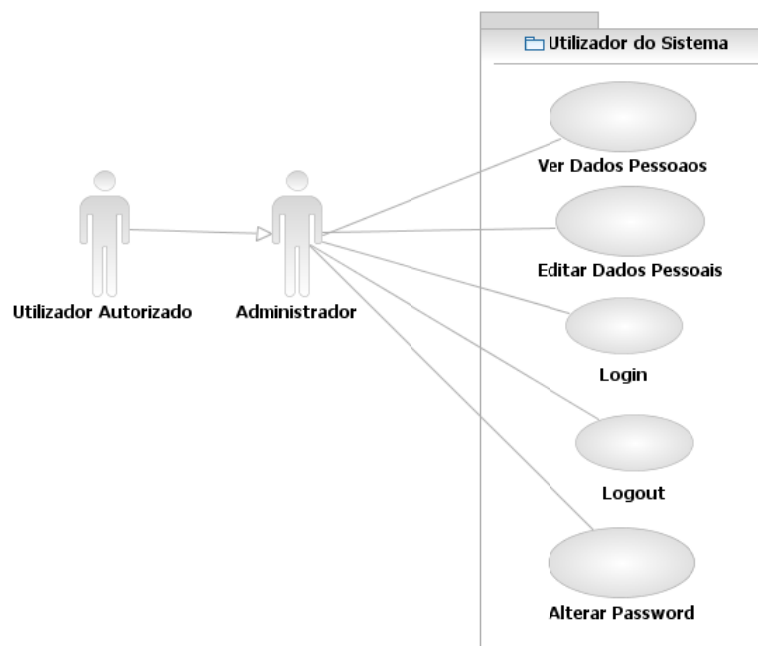 Utilizador do Sistema
Ver Dados Pessoaos
Editar Dados Pessoais
Utilizador Autorizado
Administrador
Login
Logout
Alterar Password